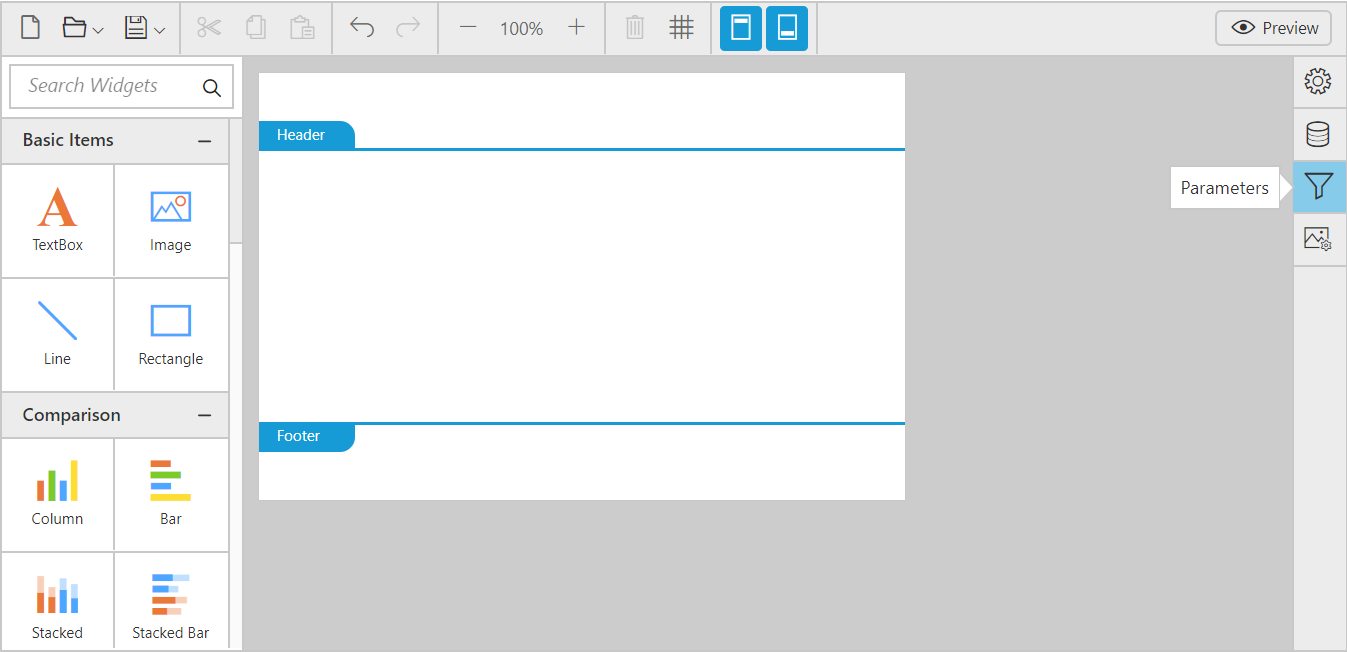 100%
Preview
Search Widgets
Basic Items
TextBox
Image
Line
Rectangle
Comparison
Column
Bar
Stacked
Stacked Bar
Header
Footer
Parameters